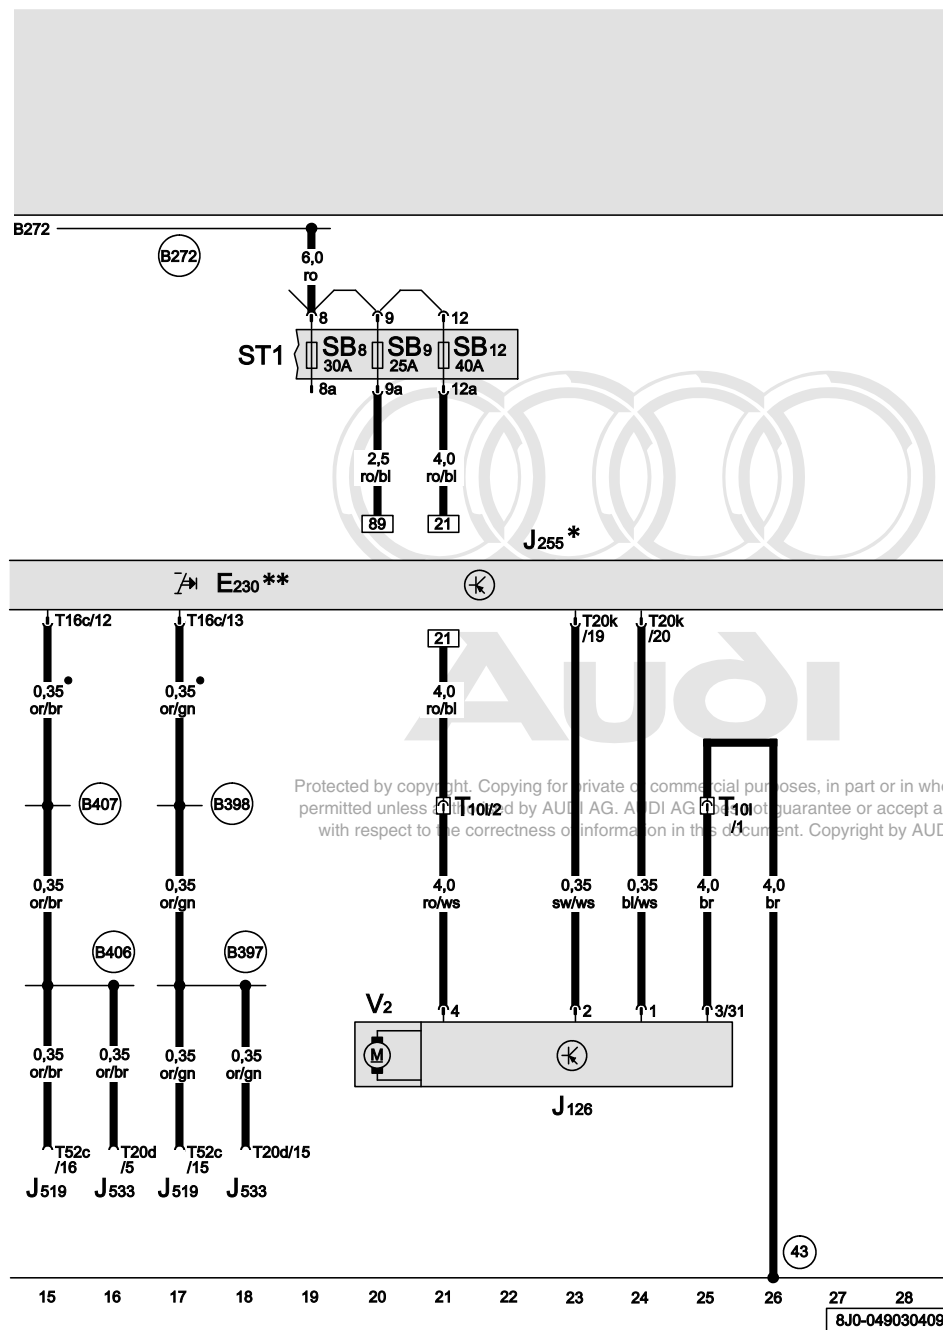 B272
B272
6,0
ro
8 9 12
ST1 SB8 SB9 SB12
30A 25A 40A
8a 9a 12a
2,5 4,0
ro/bl ro/bl
89 21
J255 *
E230 **
T16c/12 T16c/13 T20k T20k
21 /19 /20
0,35 0,35 4,0
or/br or/gn ro/bl
Audi
Protected by copyright. Copying for private or commercial purposes, in part or in who
B407 B398 T10l/2 T10l
permitted unless authorised by AUDI AG. AUDI AG does not guarantee or accept a
/1
with respect to the correctness of information in this document. Copyright by AUD
0,35 0,35 4,0 0,35 0,35 4,0 4,0
or/br or/gn ro/ws sw/ws bl/ws br br
B406 B397
V2 4 2 1 3/31
0,35 0,35 0,35 0,35 M
or/br or/br or/gn or/gn
J126
T52c T20d T52c T20d/15
/16 /5 /15
J519 J533 J519 J533
43
15 16 17 18 19 20 21 22 23 24 25 26 27 28
8J0-049030409